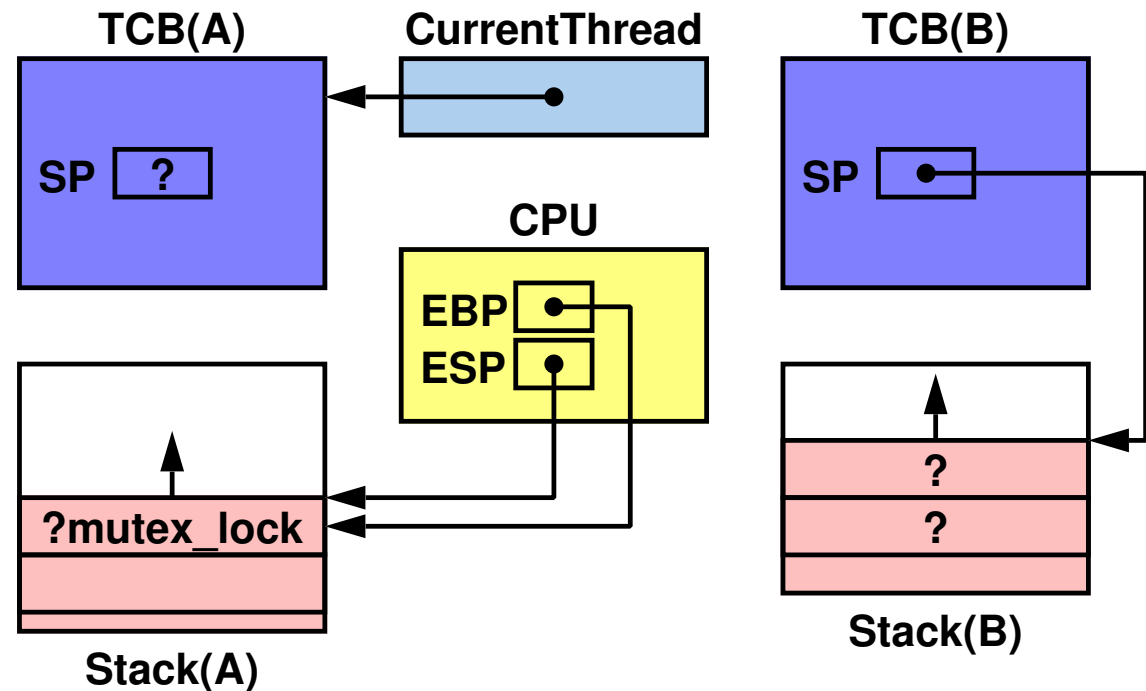 TCB(A)
CurrentThread
TCB(B)
SP ?
SP
CPU
EBP
ESP
?mutex_lock
?
?
Stack(A)
Stack(B)